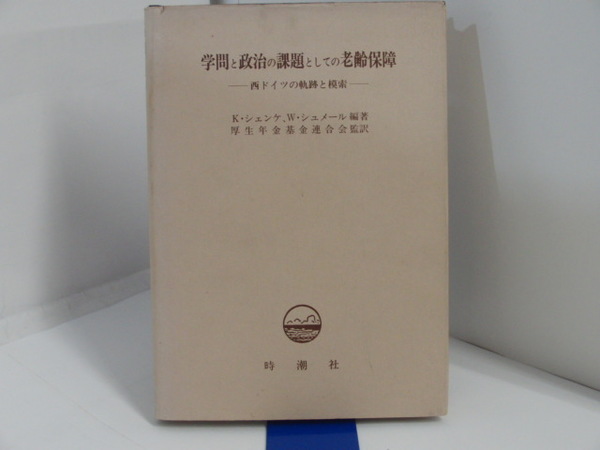 学問と政治の課題としての老齢保障
――西ドイツの軌跡と模索――
K・シェンケ、W・シュメール 編著
厚生年金基金連合会監訳
時潮社